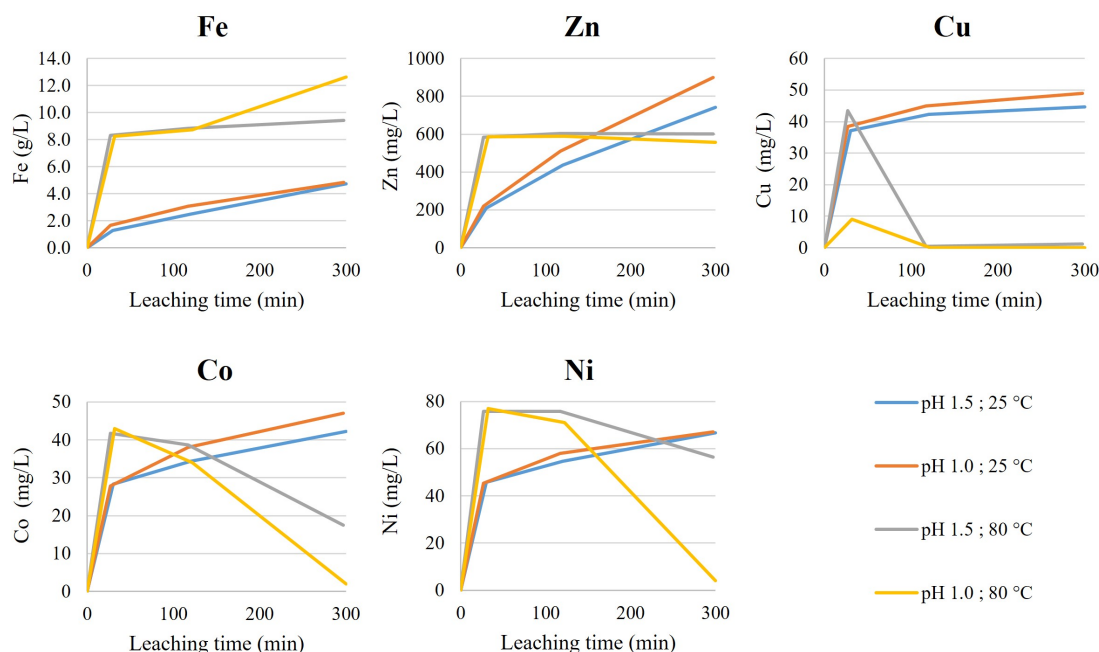 Fe
Fe (g/L)
14.0
12.0
10.0
8.0
6.0
4.0
2.0
0.0
0 100 200 300
Leaching time (min)
Zn
Zn (mg/L)
1000
800
600
400
200
0
0 100 200 300
Leaching time (min)
Cu
Cu (mg/L)
60
50
40
30
20
10
0
0 100 200 300
Leaching time (min)
Co
Co (mg/L)
50
40
30
20
10
0
0 100 200 300
Leaching time (min)
Ni
Ni (mg/L)
80
60
40
20
0
0 100 200 300
Leaching time (min)
pH 1.5 ; 25 °C
pH 1.0 ; 25 °C
pH 1.5 ; 80 °C
pH 1.0 ; 80 °C